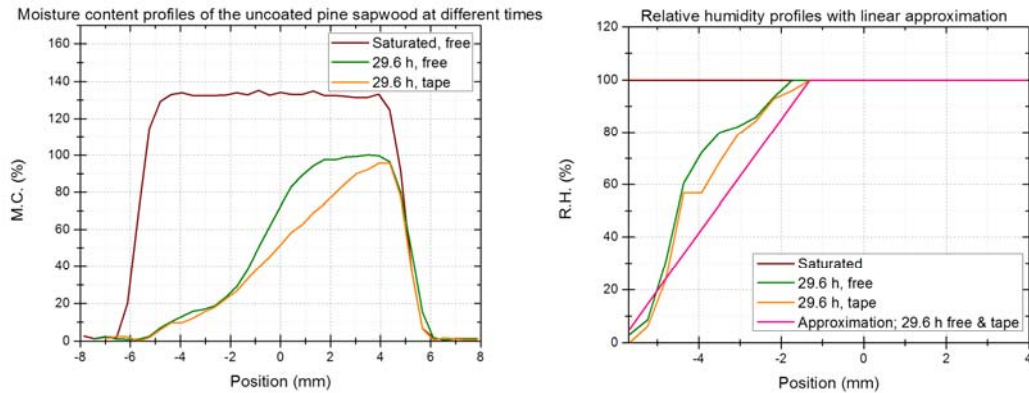 Moisture content profiles of the uncoated pine sapwood at different times
Saturated, free
29.6 h, free
29.6 h, tape
160
140
120
100
80
60
40
20
0
M.C. (%)
-8 -6 -4 -2 0 2 4 6 8
Position (mm)
Relative humidity profiles with linear approximation
120
100
80
60
40
20
0
R.H. (%)
Saturated
29.6 h, free
29.6 h, tape
Approximation; 29.6 h free & tape
-4 -2 0 2 4
Position (mm)